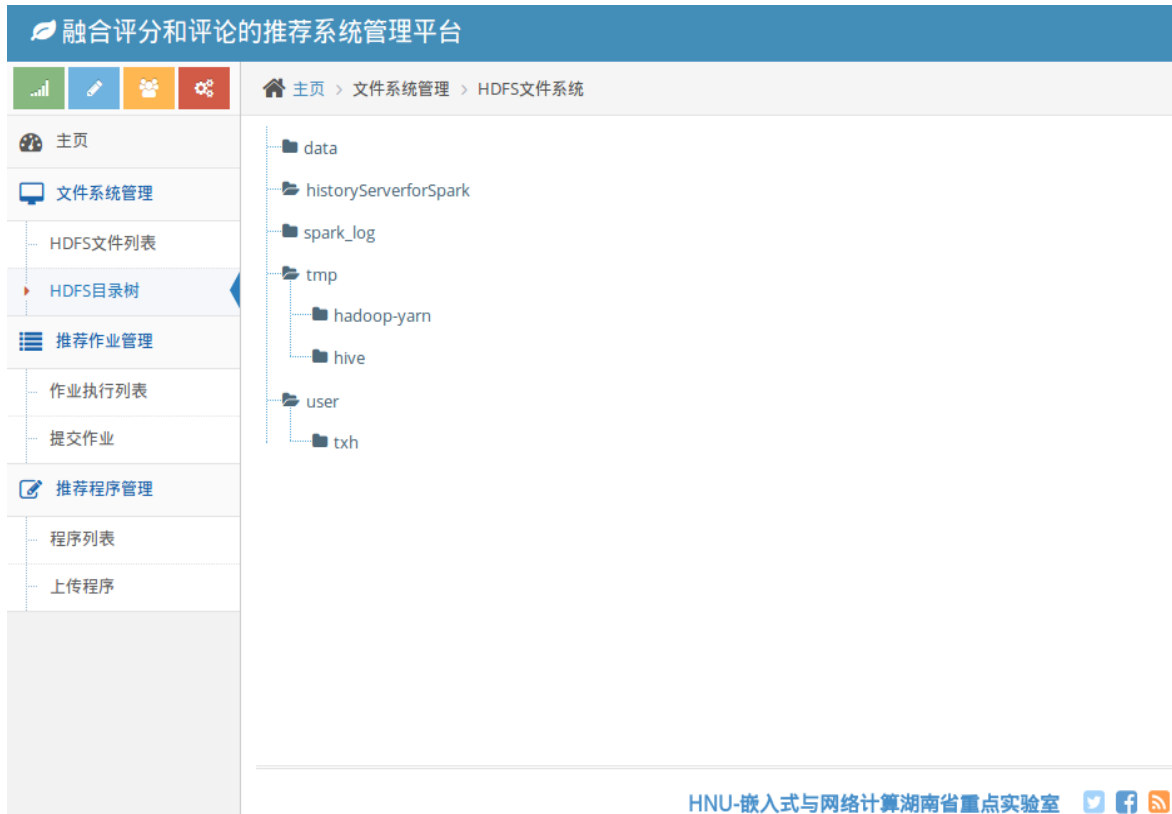 融合评分和评论的推荐系统管理平台
主页 > 文件系统管理 > HDFS文件系统
主页
文件系统管理
HDFS文件列表
HDFS目录树
推荐作业管理
作业执行列表
提交作业
推荐程序管理
程序列表
上传程序
data
historyServerforSpark
spark_log
tmp
hadoop-yarn
hive
user
txh
HNU-嵌入式与网络计算湖南省重点实验室